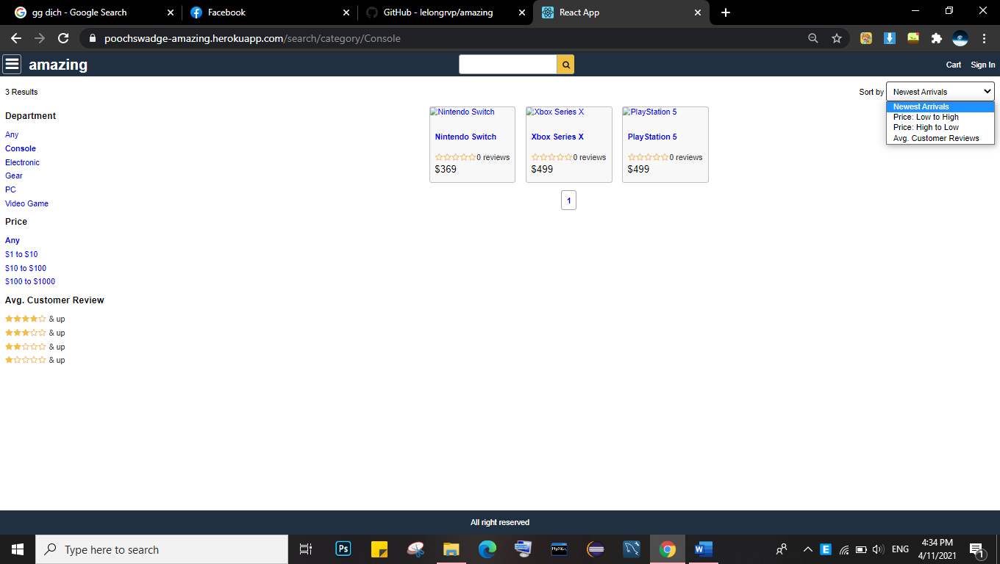 gg dịch - Google Search
Facebook
GitHub - lelongrvp/amazing
React App
poochswadge-amazing.herokuapp.com/search/category/Console
amazing
Cart
Sign In
3 Results
Sort by
Newest Arrivals
Newest Arrivals
Price: Low to High
Price: High to Low
Avg. Customer Reviews
Department
Any
Console
Electronic
Gear
PC
Video Game
Price
Any
$1 to $10
$10 to $100
$100 to $1000
Avg. Customer Review
& up
& up
& up
& up
Nintendo Switch
Nintendo Switch
0 reviews
$369
Xbox Series X
Xbox Series X
0 reviews
$499
PlayStation 5
PlayStation 5
0 reviews
$499
1
All right reserved
Type here to search
Ps
MySQL
W
E
ENG
4:34 PM
4/11/2021
1